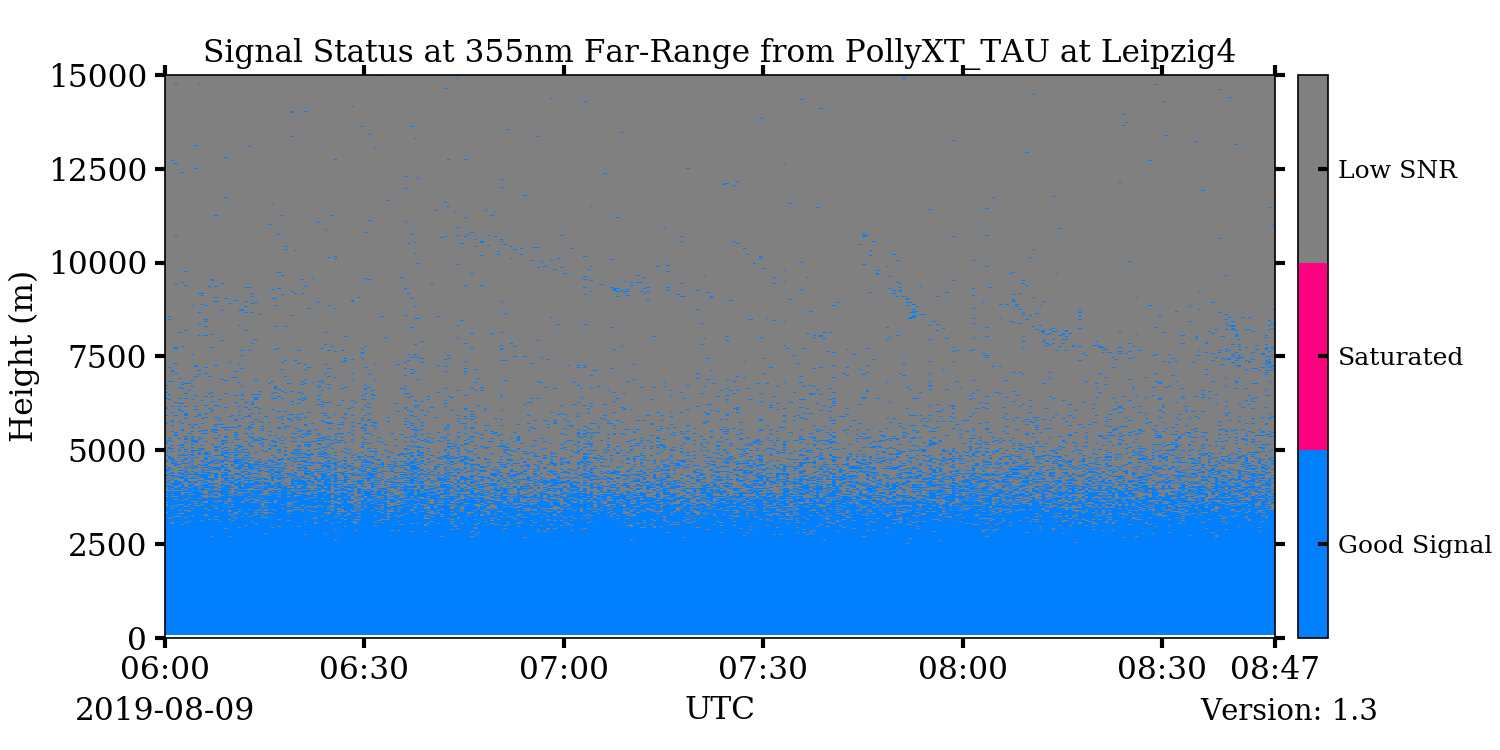 Signal Status at 355nm Far-Range from PollyXT_TAU at Leipzig4
15000
12500
10000
7500
5000
2500
0
Height (m)
06:00
06:30
07:00
07:30
08:00
08:30
08:47
2019-08-09
UTC
Version: 1.3
Low SNR
Saturated
Good Signal